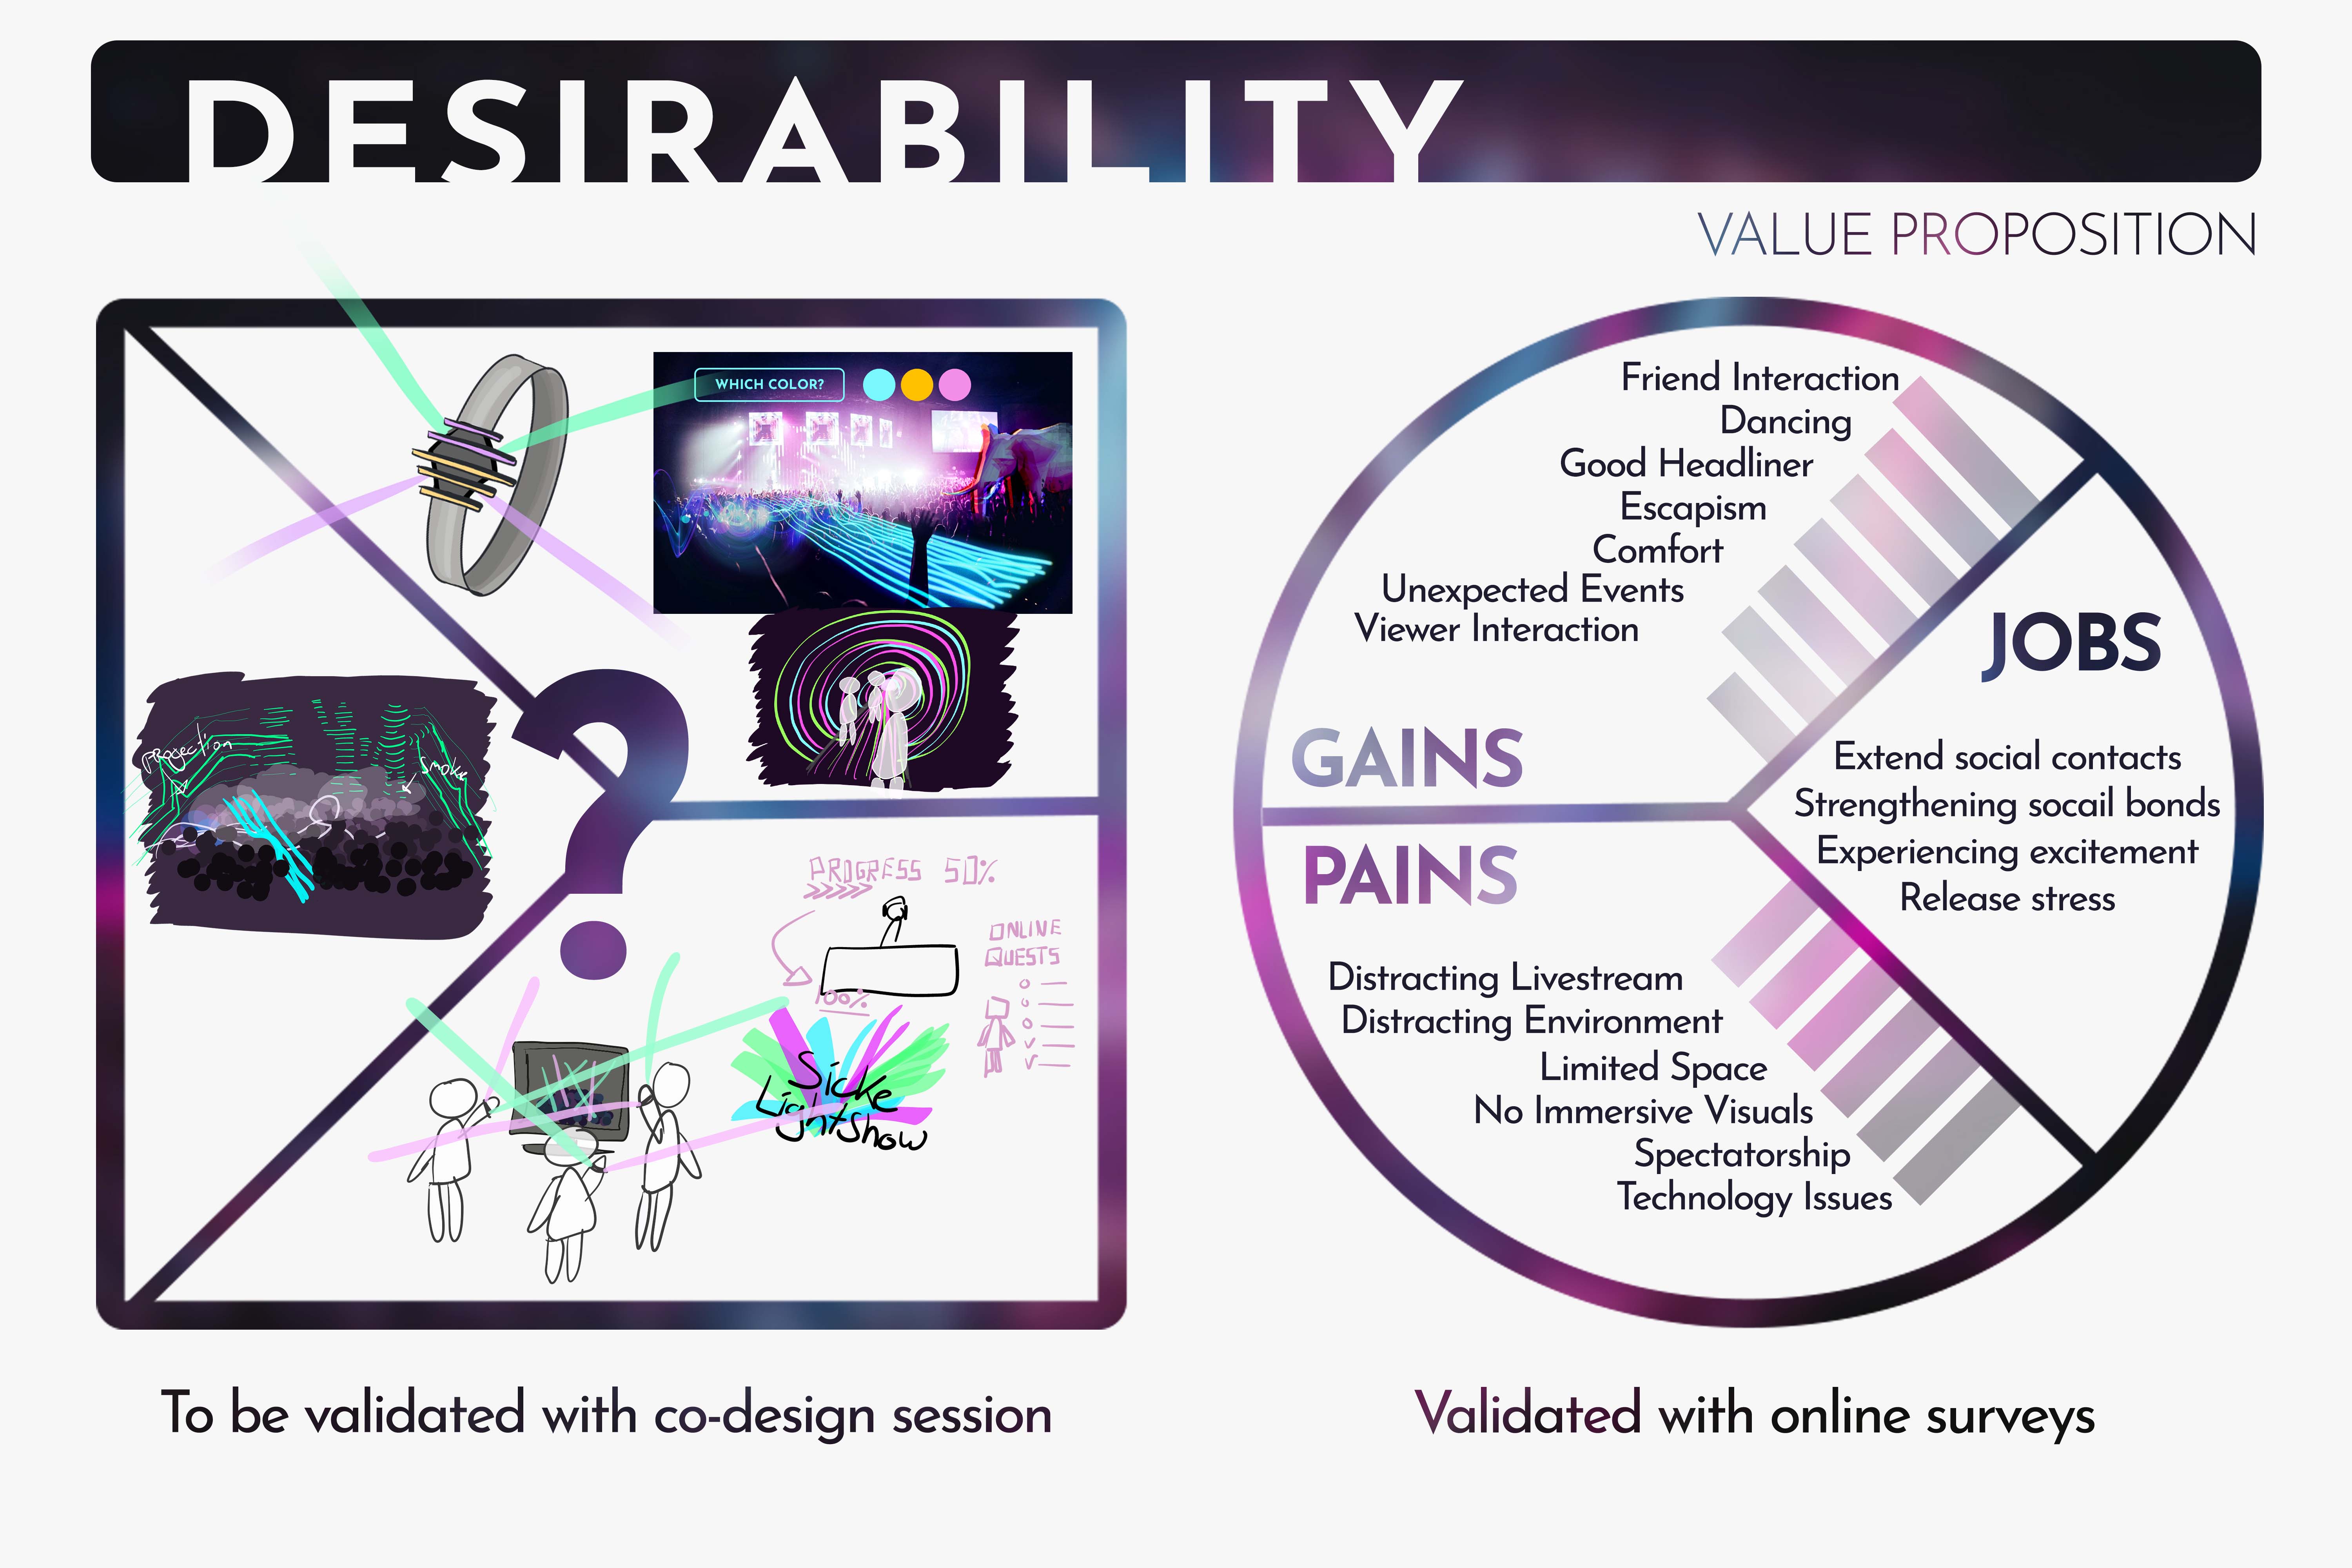 DESIRABILITY
VALUE PROPOSITION
WHICH COLOR?
Projection
Smoke
?
PROGRESS 50%
>>>>>
100%
ONLINE
QUESTS
Sicke
Lightshow
To be validated with co-design session
Friend Interaction
Dancing
Good Headliner
Escapism
Comfort
Unexpected Events
Viewer Interaction
GAINS
JOBS
Extend social contacts
Strengthening socail bonds
Experiencing excitement
Release stress
PAINS
Distracting Livestream
Distracting Environment
Limited Space
No Immersive Visuals
Spectatorship
Technology Issues
Validated with online surveys